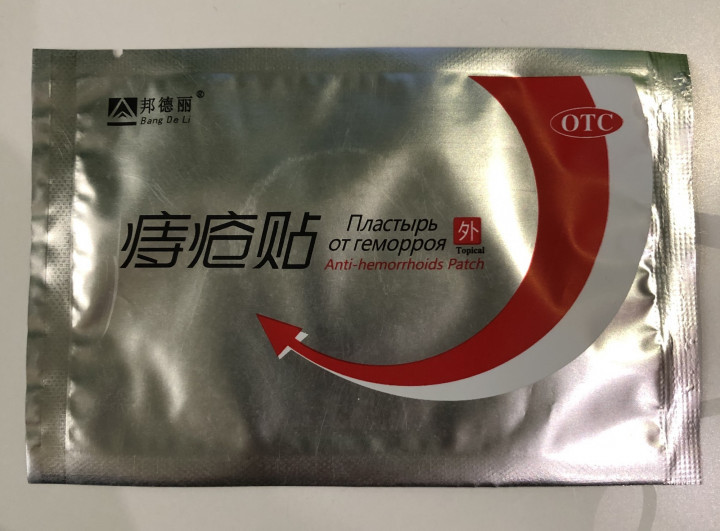 邦德丽®
Bang De Li
OTC
痔疮贴
Пластырь
от геморроя
外
Topical
Anti-hemorrhoids Patch